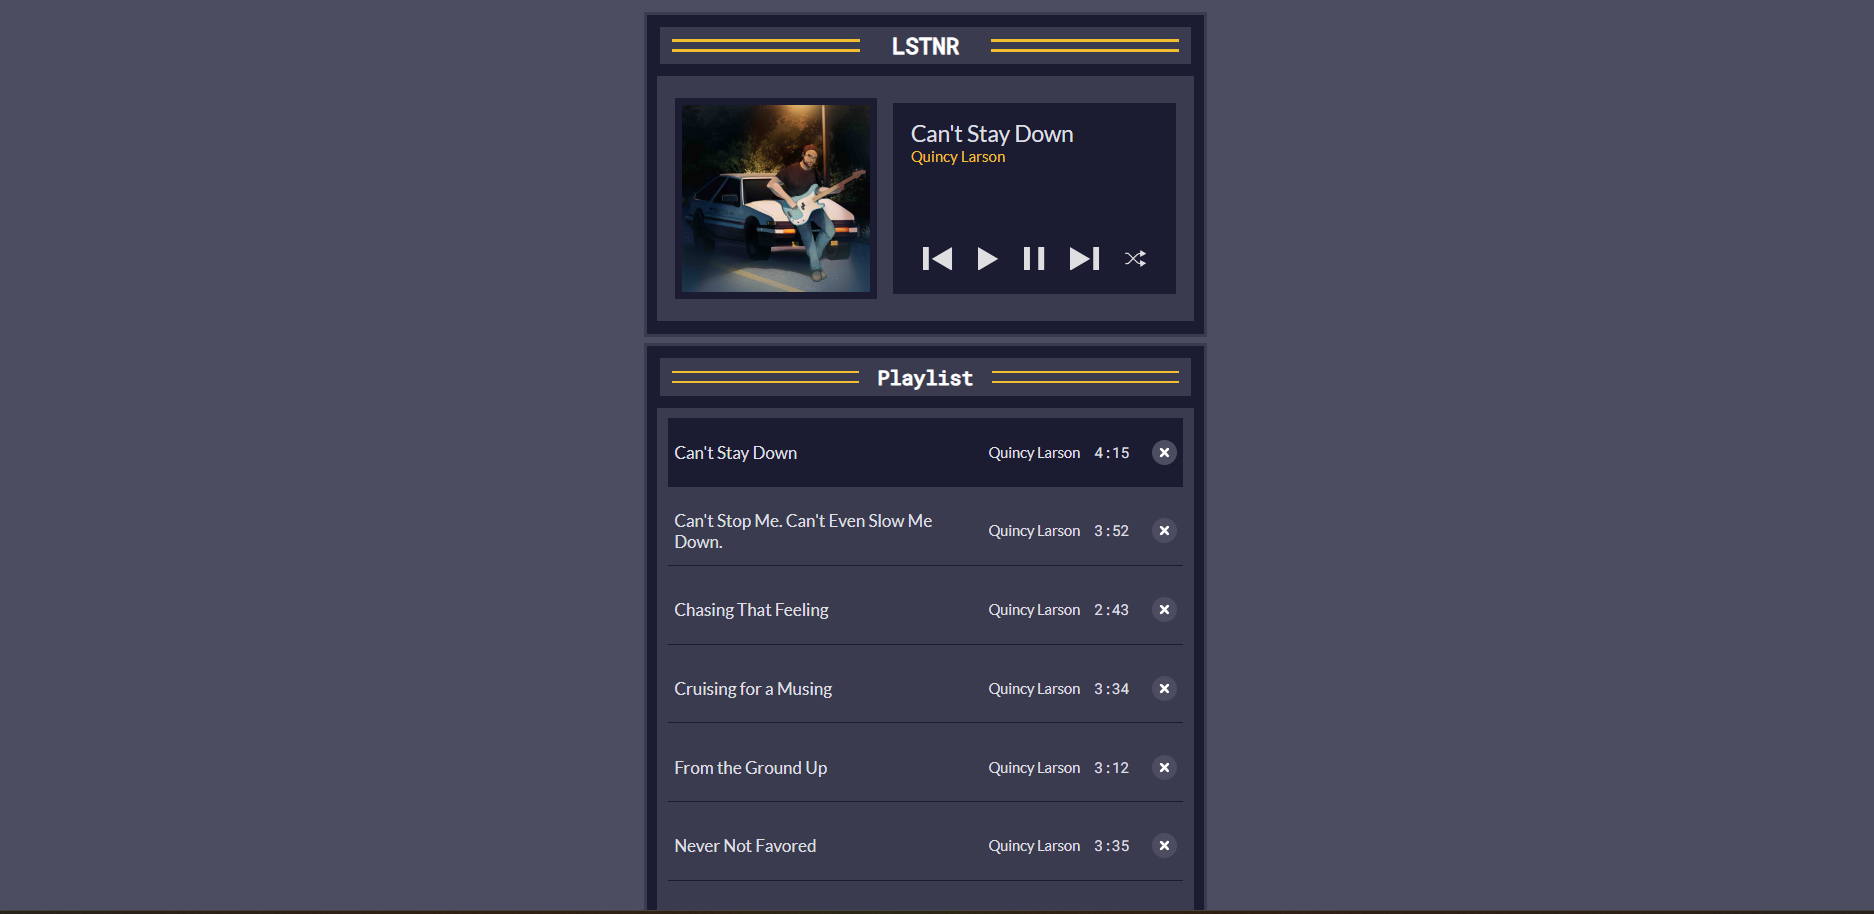 LSTNR
Can't Stay Down
Quincy Larson
Playlist
Can't Stay Down Quincy Larson 4:15
Can't Stop Me. Can't Even Slow Me
Down. Quincy Larson 3:52
Chasing That Feeling Quincy Larson 2:43
Cruising for a Musing Quincy Larson 3:34
From the Ground Up Quincy Larson 3:12
Never Not Favored Quincy Larson 3:35